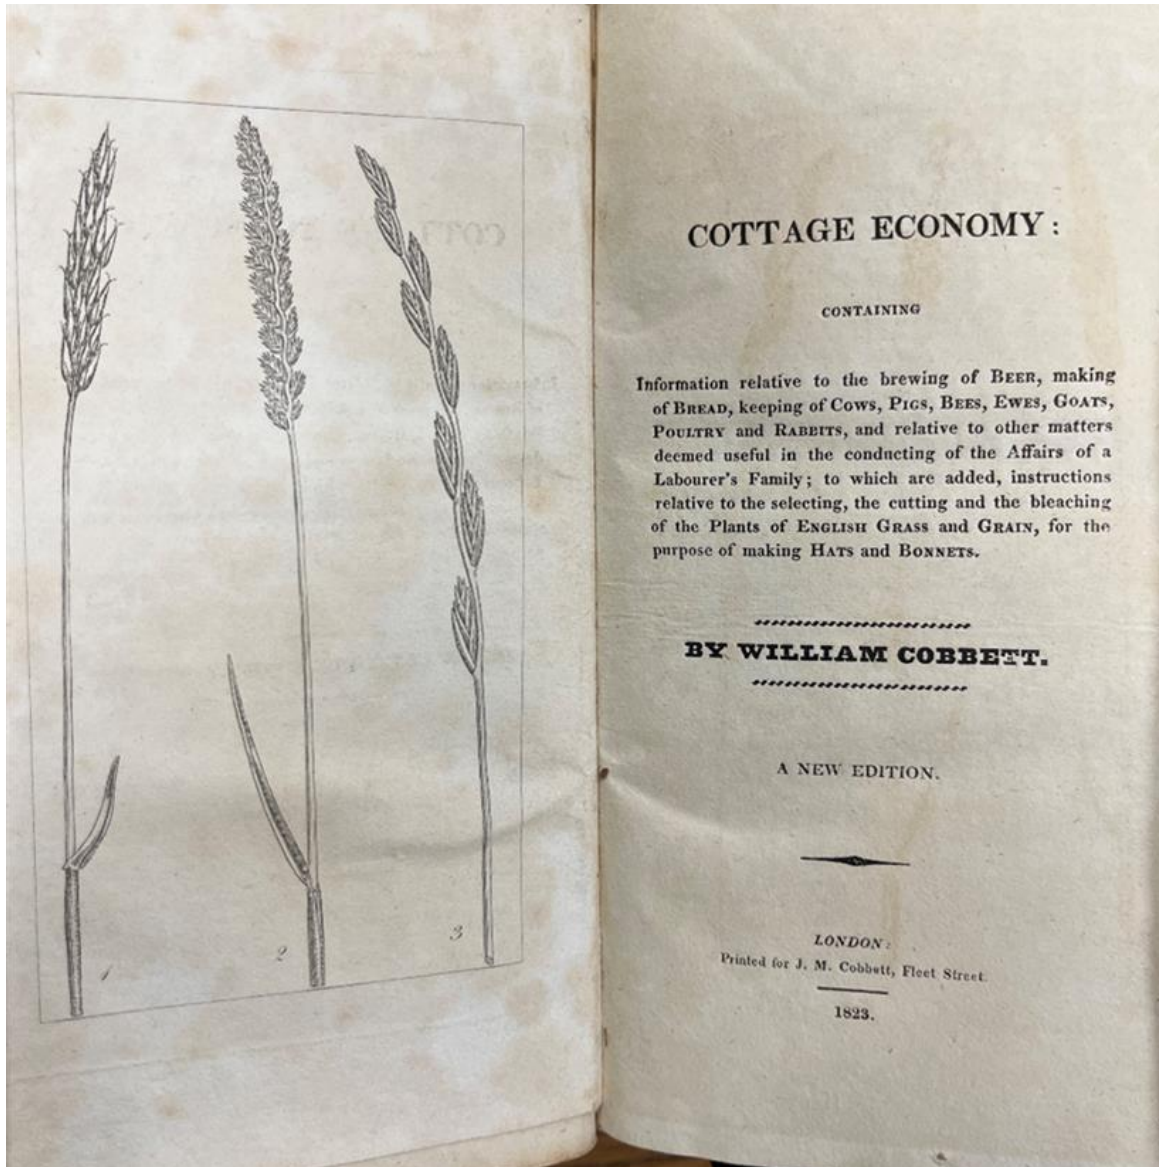 1
2
3
COTTAGE ECONOMY:
CONTAINING
Information relative to the brewing of BEER, making
of BREAD, keeping of COWS, PIGS, BEES, EWES, GOATS,
POULTRY and RABBITS, and relative to other matters
deemed useful in the conducting of the Affairs of a
Labourer's Family; to which are added, instructions
relative to the selecting, the cutting and the bleaching
of the Plants of ENGLISH GRASS and GRAIN, for the
purpose of making HATS and BONNETS.
BY WILLIAM COBBETT.
A NEW EDITION.
LONDON:
Printed for J. M. Cobbett, Fleet Street.
1823.